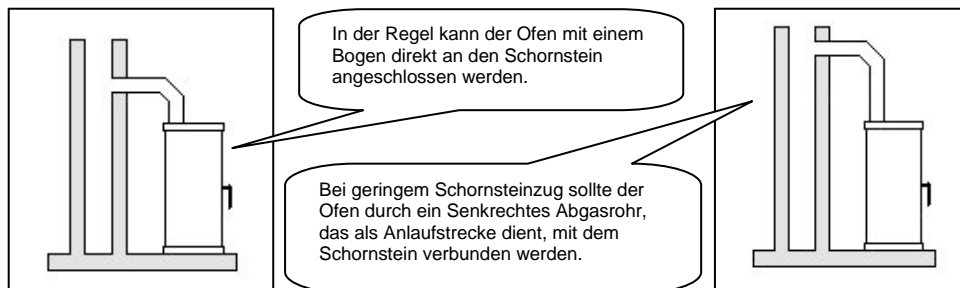 In der Regel kann der Ofen mit einem
Bogen direkt an den Schornstein
angeschlossen werden.
Bei geringem Schornsteinzug sollte der
Ofen durch ein Senkrechtes Abgasrohr,
das als Anlaufstrecke dient, mit dem
Schornstein verbunden werden.